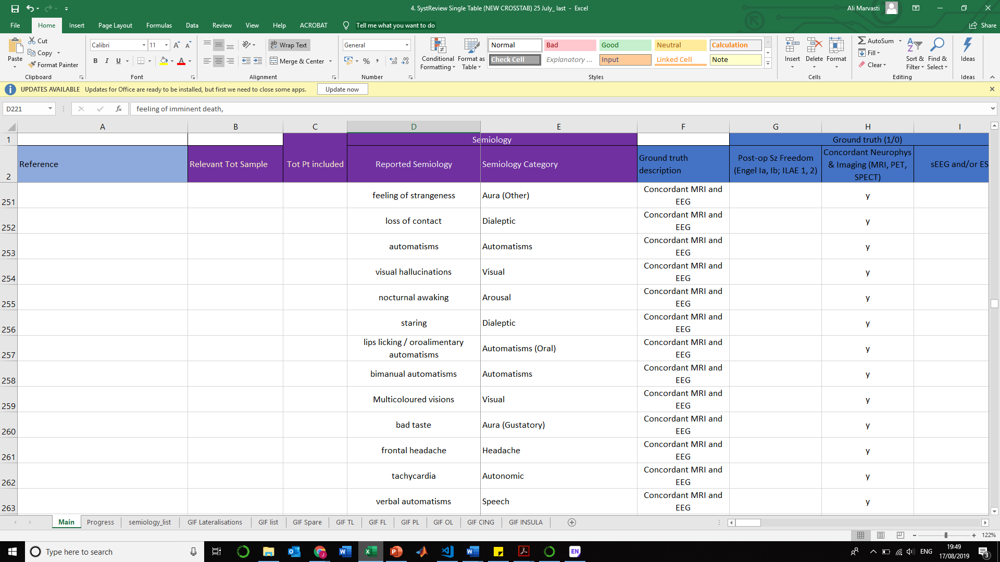 4. SystReview Single Table (NEW CROSSTAB) 25 July_ last - Excel
Ali Marvasti
File Home Insert Page Layout Formulas Data Review View Help ACROBAT Tell me what you want to do Share
Paste Cut Copy Format Painter Clipboard
Calibri 11 A A B I U A Font
Wrap Text Merge & Center Alignment
General % , Number
Conditional Formatting Format as Table
Normal Bad Good Neutral Calculation
Check Cell Explanatory ... Input Linked Cell Note
Styles
Insert Delete Format Cells
AutoSum Fill Clear Sort & Filter Find & Select Editing
Ideas Ideas
UPDATES AVAILABLE Updates for Office are ready to be installed, but first we need to close some apps. Update now
D221 fx feeling of imminent death,
A B C D E F G H I
1 Semiology Ground truth (1/0)
2 Reference Relevant Tot Sample Tot Pt included Reported Semiology Semiology Category Ground truth description Post-op Sz Freedom (Engel Ia, Ib; ILAE 1, 2) Concordant Neurophys & Imaging (MRI, PET, SPECT) sEEG and/or ES
251 feeling of strangeness Aura (Other) Concordant MRI and EEG y
252 loss of contact Dialeptic Concordant MRI and EEG y
253 automatisms Automatisms Concordant MRI and EEG y
254 visual hallucinations Visual Concordant MRI and EEG y
255 nocturnal awaking Arousal Concordant MRI and EEG y
256 staring Dialeptic Concordant MRI and EEG y
257 lips licking / oroalimentary automatisms Automatisms (Oral) Concordant MRI and EEG y
258 bimanual automatisms Automatisms Concordant MRI and EEG y
259 Multicoloured visions Visual Concordant MRI and EEG y
260 bad taste Aura (Gustatory) Concordant MRI and EEG y
261 frontal headache Headache Concordant MRI and EEG y
262 tachycardia Autonomic Concordant MRI and EEG y
263 verbal automatisms Speech Concordant MRI and EEG y
Main Progress semiology_list GIF Lateralisations GIF list GIF Spare GIF TL GIF FL GIF PL GIF OL GIF CING GIF INSULA
122%
Type here to search
EN
ENG
19:49
17/08/2019
3